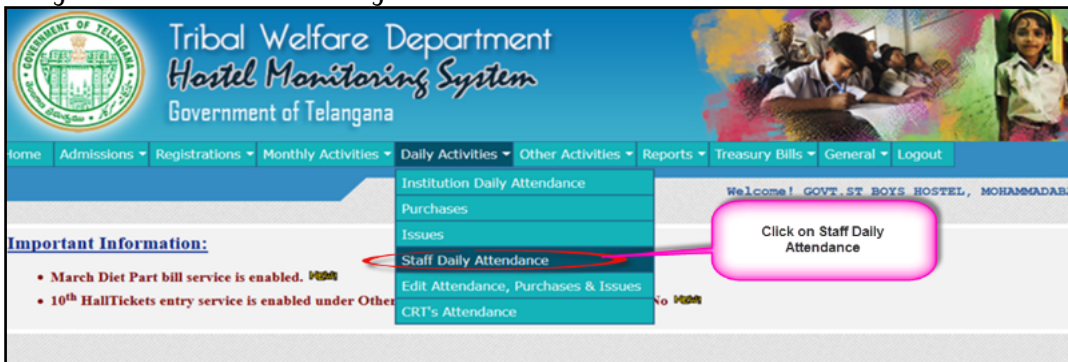 Tribal Welfare Department
Hostel Monitoring System
Government of Telangana
Home Admissions Registrations Monthly Activities Daily Activities Other Activities Reports Treasury Bills General Logout
Institution Daily Attendance
Purchases
Issues
Staff Daily Attendance
Edit Attendance, Purchases & Issues
CRT's Attendance
Welcome! GOVT.ST BOYS HOSTEL, MOHAMMADABA
Click on Staff Daily
Attendance
Important Information:
• March Diet Part bill service is enabled.
• 10th HallTickets entry service is enabled under Other
No